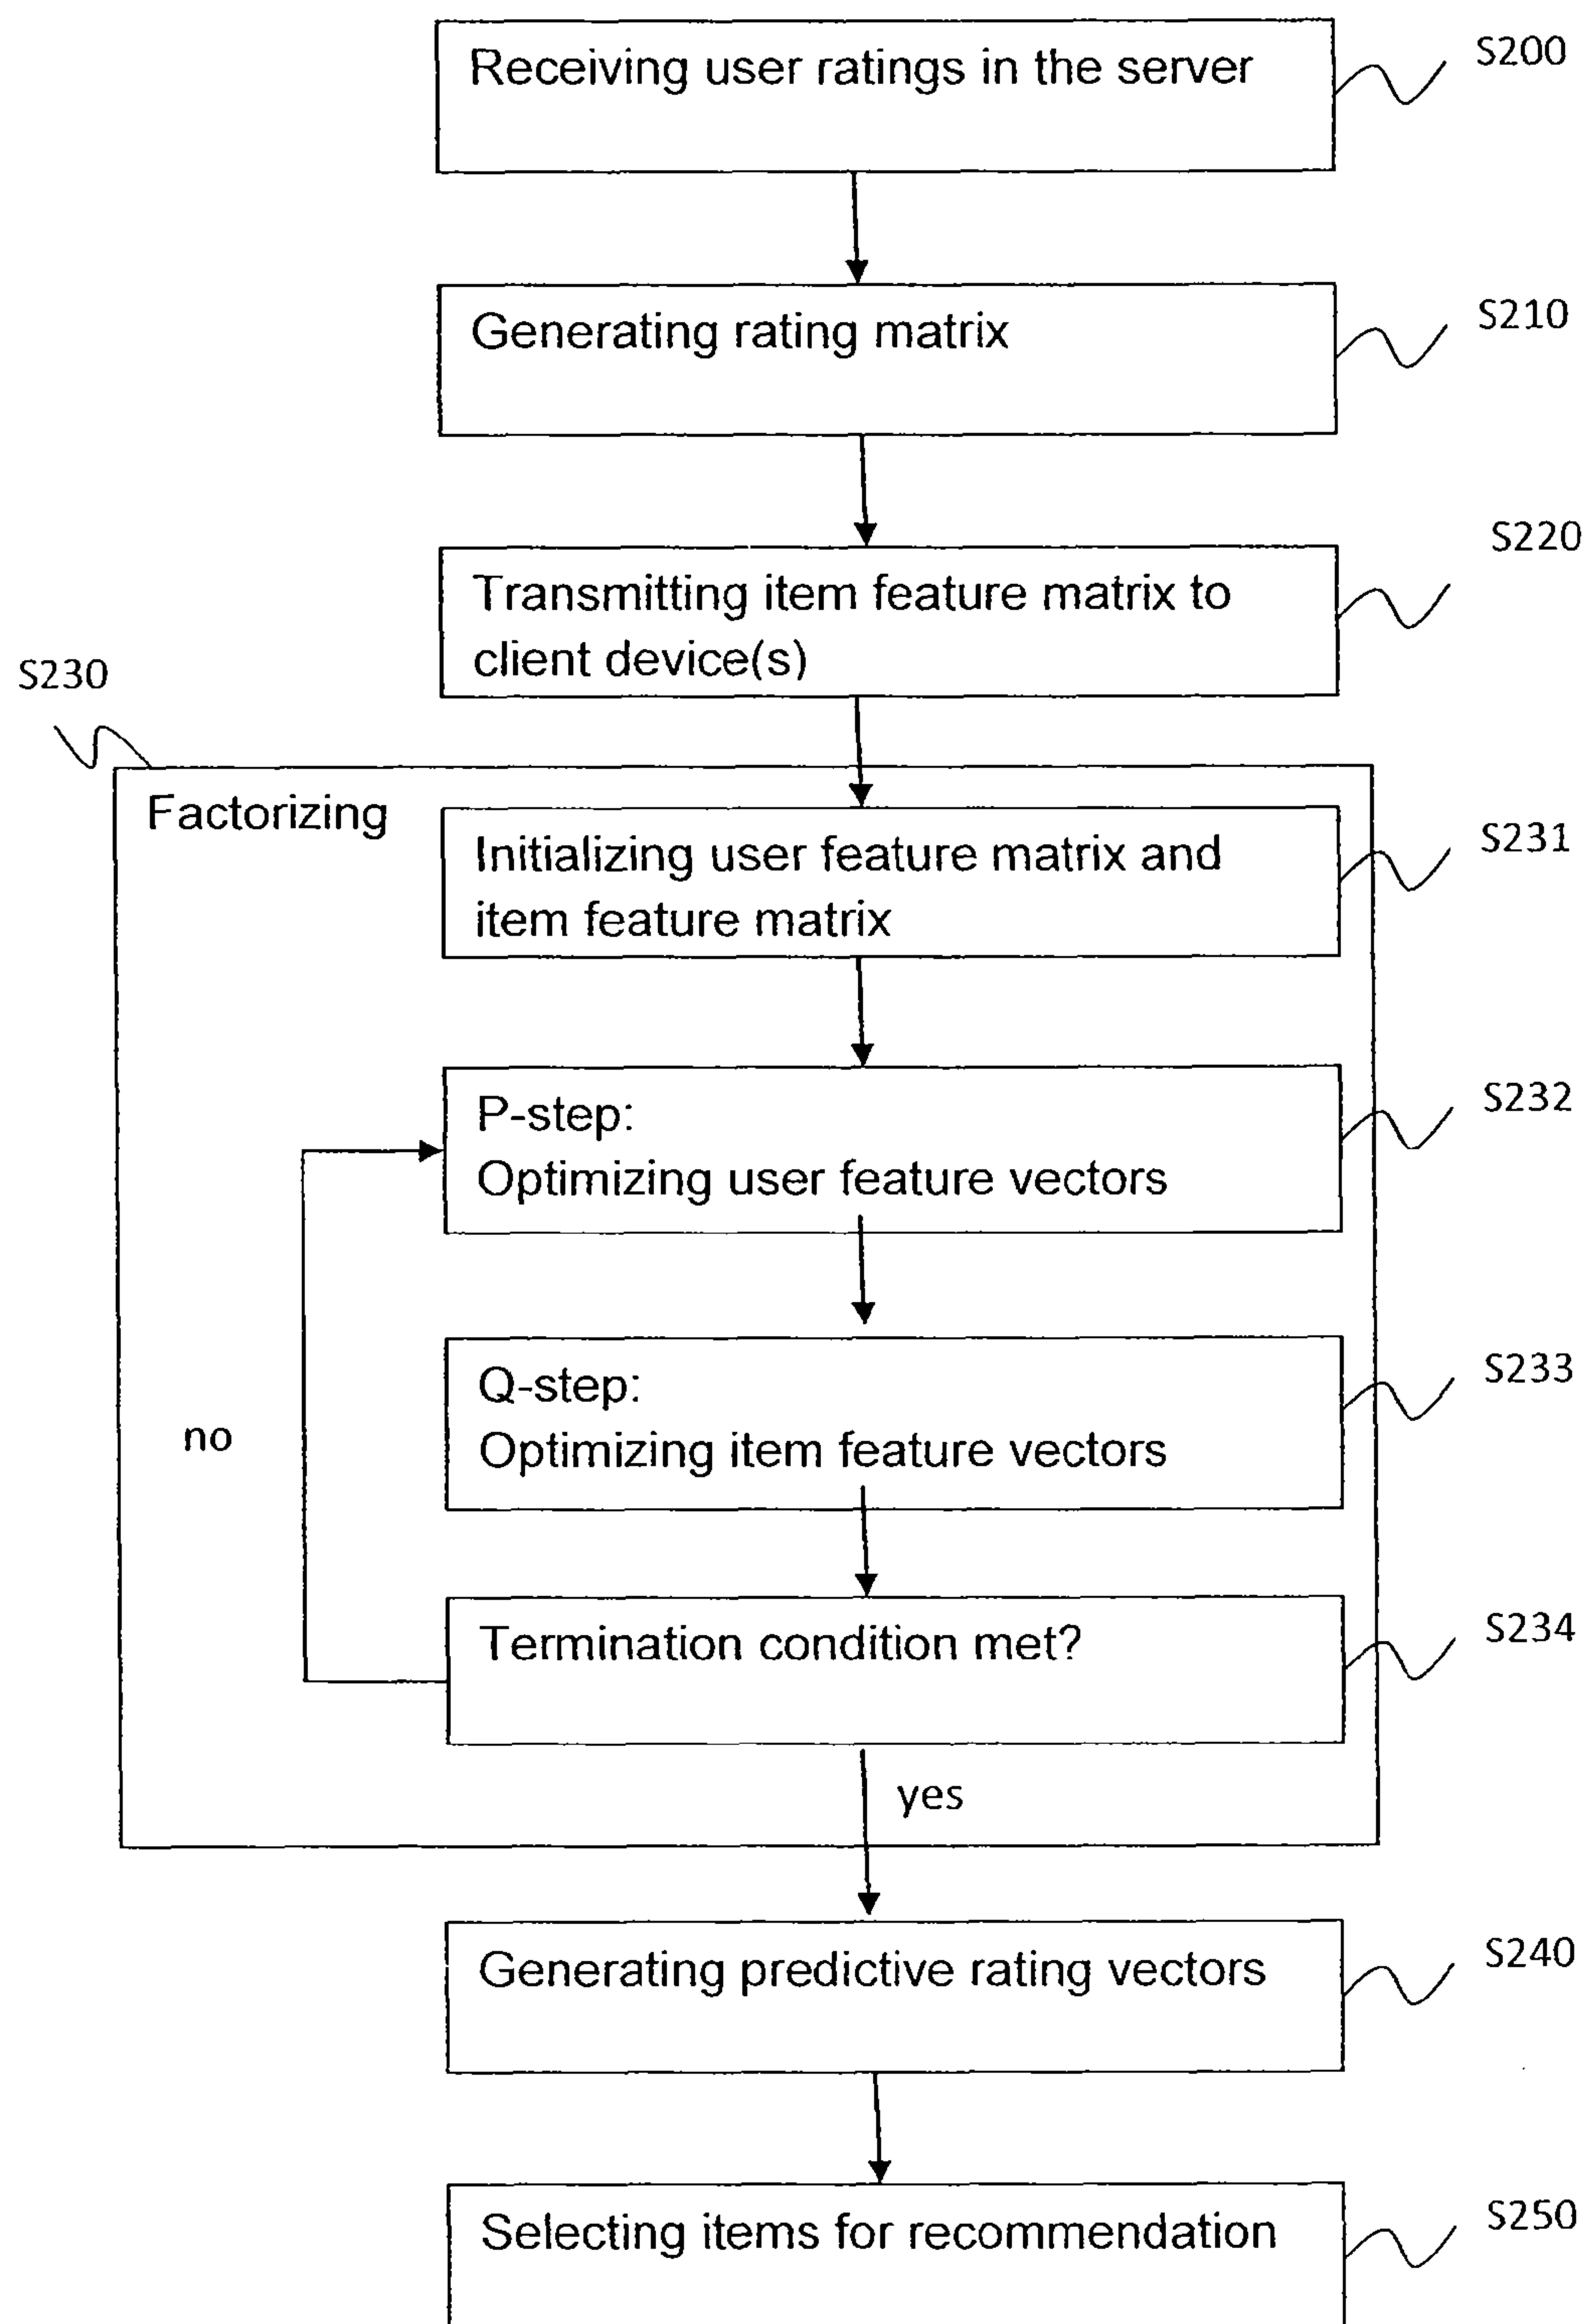 Receiving user ratings in the server
S200
Generating rating matrix
S210
Transmitting item feature matrix to
client device(s)
S220
S230
Factorizing
Initializing user feature matrix and
item feature matrix
S231
P-step:
Optimizing user feature vectors
S232
Q-step:
Optimizing item feature vectors
S233
no
Termination condition met?
S234
yes
Generating predictive rating vectors
S240
Selecting items for recommendation
S250